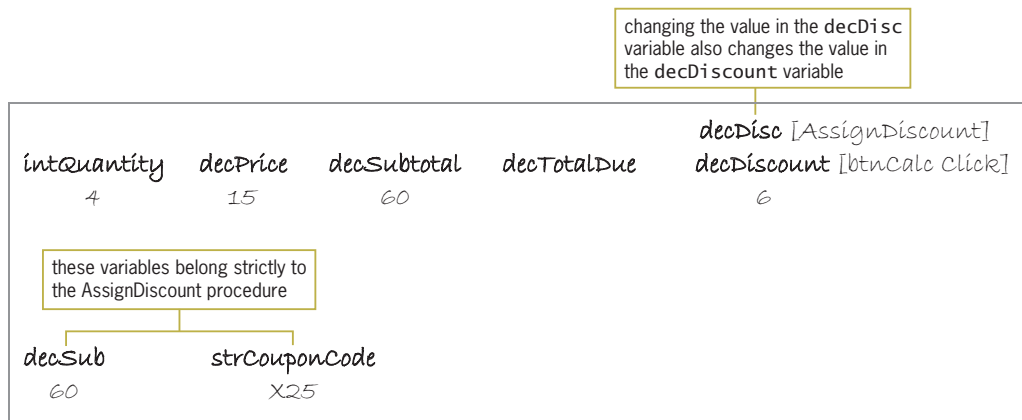 changing the value in the decDisc
variable also changes the value in
the decDiscount variable
decDisc [AssignDiscount]
intQuantity decPrice decSubtotal decTotalDue decDiscount [btnCalc Click]
4 15 60 6
these variables belong strictly to
the AssignDiscount procedure
decSub strCouponCode
60 X25